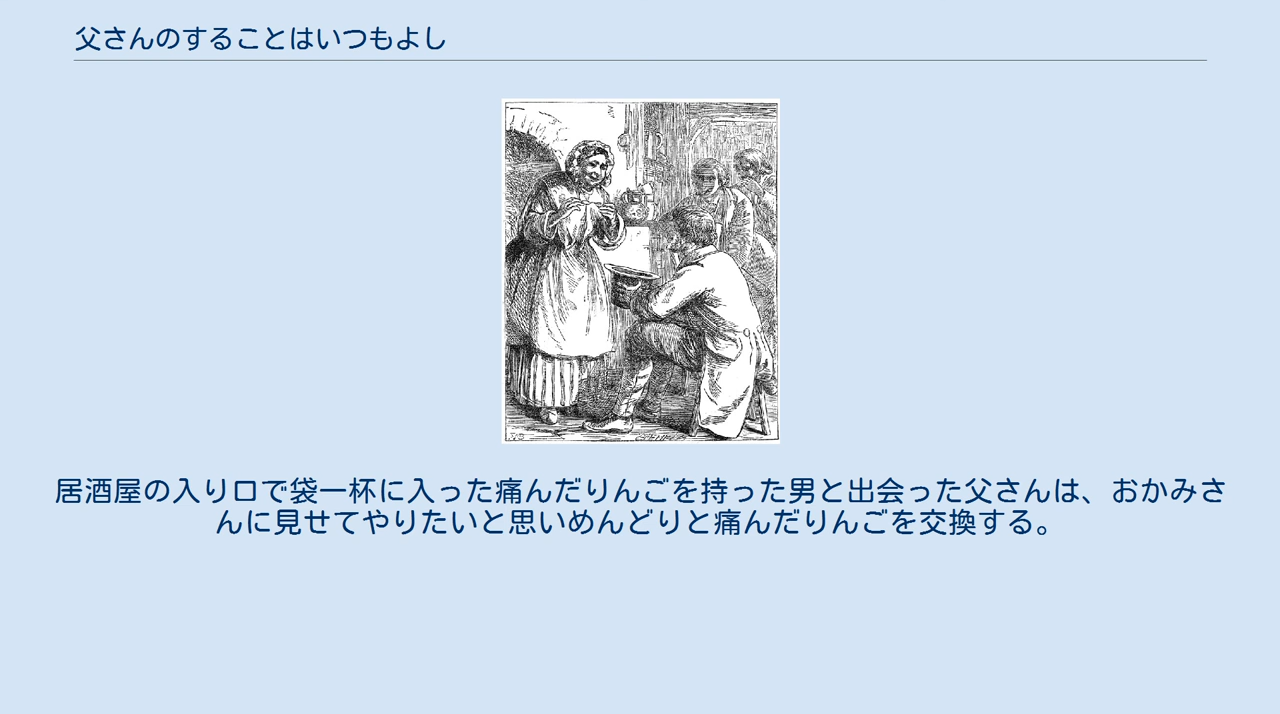 父さんのすることはいつもよし
居酒屋の入り口で袋一杯に入った痛んだりんごを持った男と出会った父さんは、おかみさ
んに見せてやりたいと思いめんどりと痛んだりんごを交換する。